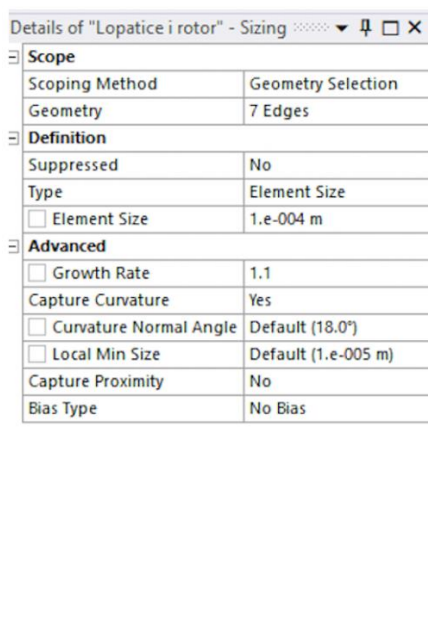 Details of "Lopatice i rotor" - Sizing
Scope
Scoping Method Geometry Selection
Geometry 7 Edges
Definition
Suppressed No
Type Element Size
Element Size 1.e-004 m
Advanced
Growth Rate 1.1
Capture Curvature Yes
Curvature Normal Angle Default (18.0°)
Local Min Size Default (1.e-005 m)
Capture Proximity No
Bias Type No Bias